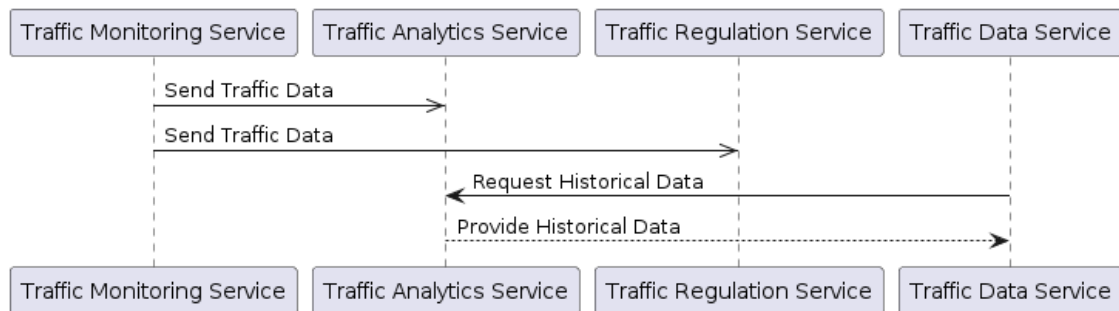 Traffic Monitoring Service Traffic Analytics Service Traffic Regulation Service Traffic Data Service
Send Traffic Data
Send Traffic Data
Request Historical Data
Provide Historical Data
Traffic Monitoring Service Traffic Analytics Service Traffic Regulation Service Traffic Data Service